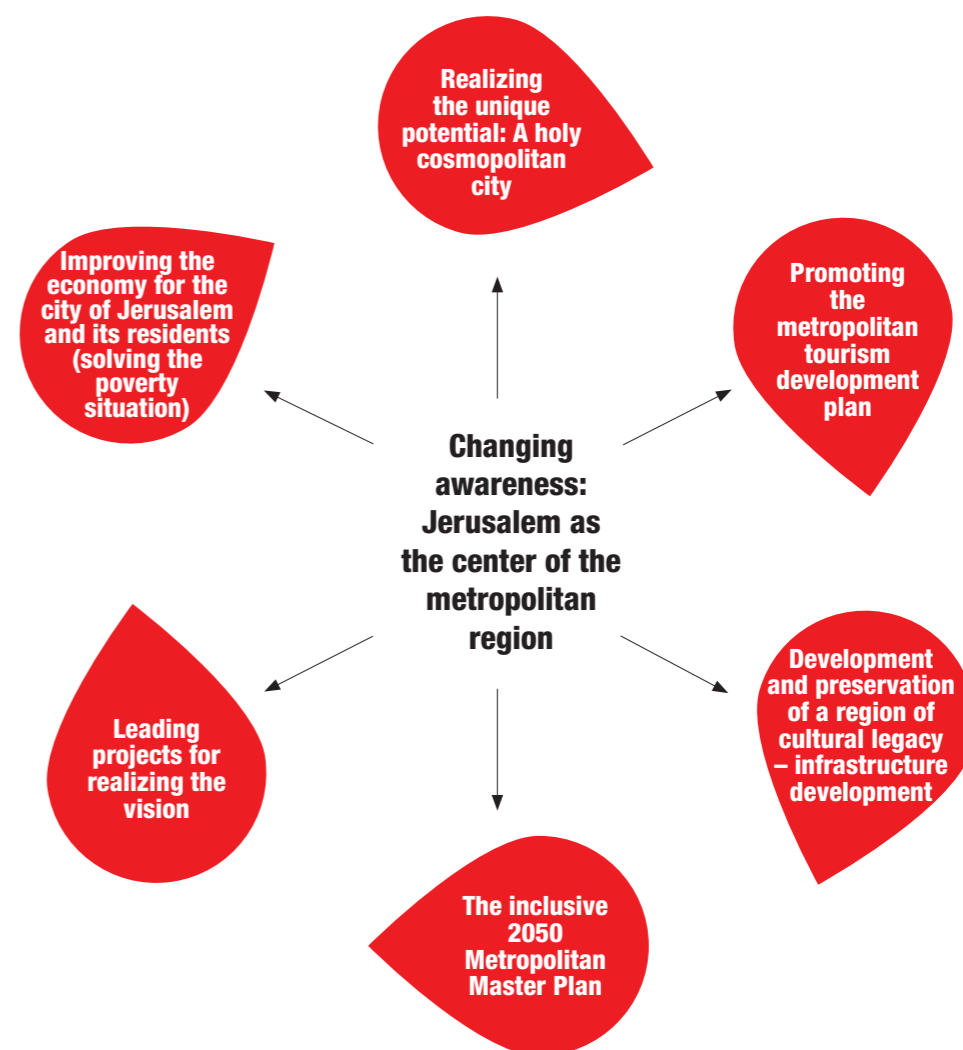 Realizing
the unique
potential: A holy
cosmopolitan
city
Improving the
economy for the
city of Jerusalem
and its residents
(solving the
poverty
situation)
Promoting
the
metropolitan
tourism
development
plan
Changing
awareness:
Jerusalem as
the center of the
metropolitan
region
Leading
projects for
realizing the
vision
Development
and preservation
of a region of
cultural legacy
– infrastructure
development
The inclusive
2050
Metropolitan
Master Plan